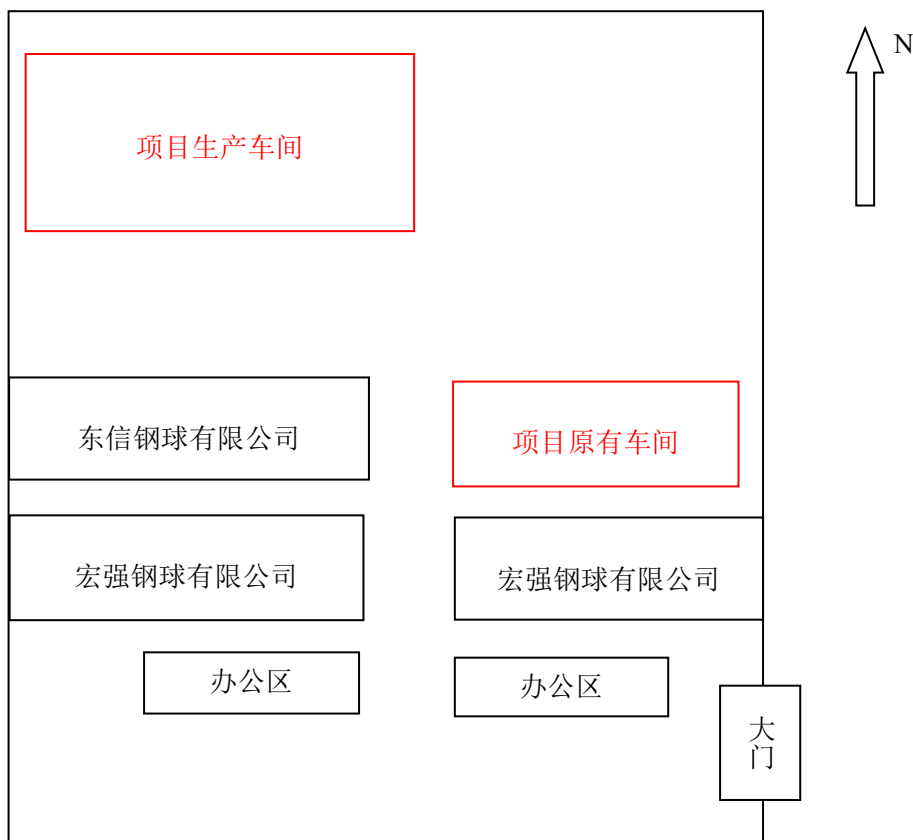 N
项目生产车间
东信钢球有限公司
项目原有车间
宏强钢球有限公司
宏强钢球有限公司
办公区
办公区
大
门